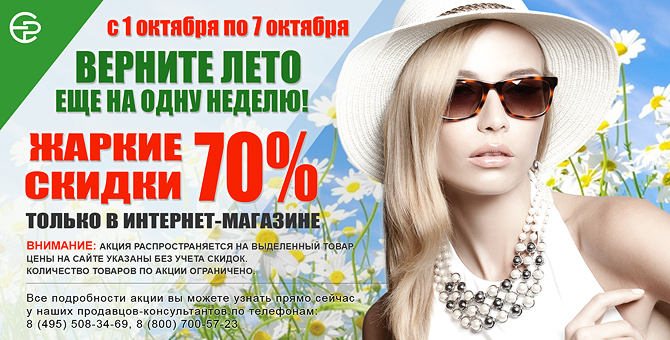 с 1 октября по 7 октября
ВЕРНИТЕ ЛЕТО
ЕЩЕ НА ОДНУ НЕДЕЛЮ!
ЖАРКИЕ
СКИДКИ 70%
ТОЛЬКО В ИНТЕРНЕТ-МАГАЗИНЕ
ВНИМАНИЕ: АКЦИЯ РАСПРОСТРАНЯЕТСЯ НА ВЫДЕЛЕННЫЙ ТОВАР
ЦЕНЫ НА САЙТЕ УКАЗАНЫ БЕЗ УЧЕТА СКИДОК.
КОЛИЧЕСТВО ТОВАРОВ ПО АКЦИИ ОГРАНИЧЕНО.
Все подробности акции вы можете узнать прямо сейчас
у наших продавцов-консультантов по телефонам:
8 (495) 508-34-69, 8 (800) 700-57-23